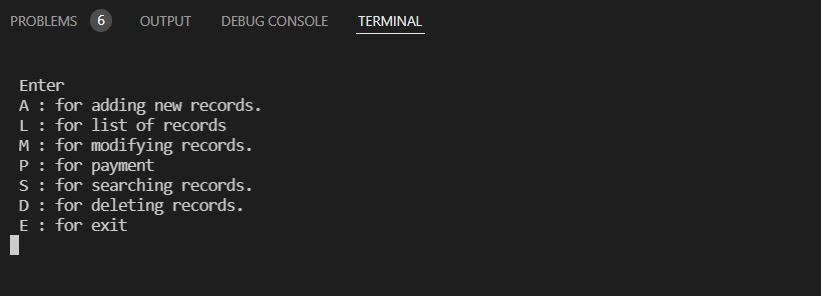 PROBLEMS 6 OUTPUT DEBUG CONSOLE TERMINAL
Enter
A : for adding new records.
L : for list of records
M : for modifying records.
P : for payment
S : for searching records.
D : for deleting records.
E : for exit